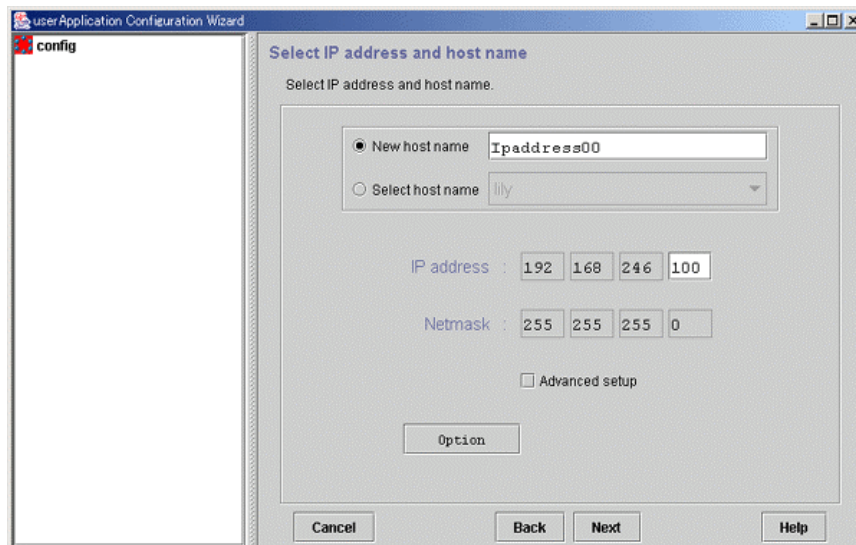 userApplication Configuration Wizard
config
Select IP address and host name
Select IP address and host name.
New host name Ipaddress00
Select host name lily
IP address : 192 168 246 100
Netmask : 255 255 255 0
Advanced setup
Option
Cancel Back Next Help